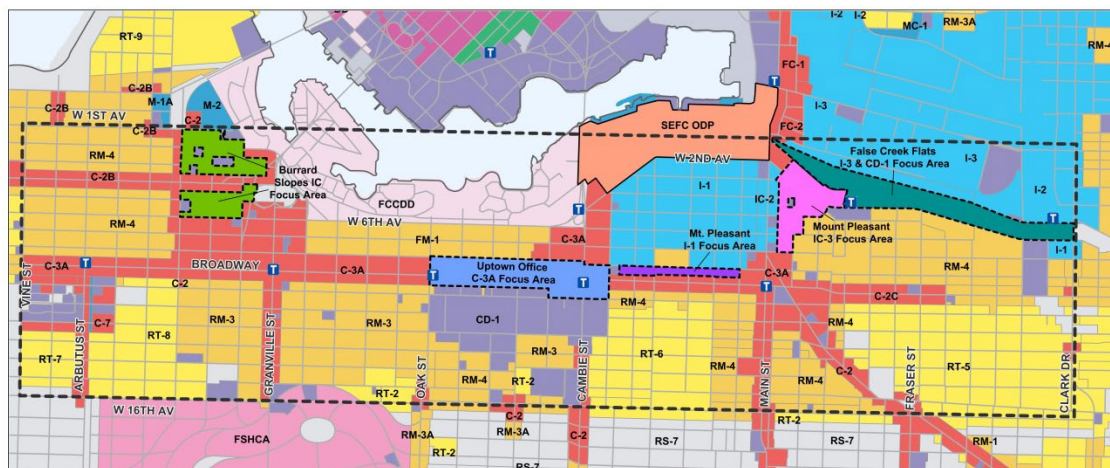 RT-9
I-2
I-2
MC-1
RM-3A
RM-4
T
FC-1
T
C-2B
C-2B
M-1A
M-2
C-2
I-3
W 1ST AV
C-2B
SEFC ODP
FC-2
False Creek Flats
I-3 & CD-1 Focus Area
I-3
RM-4
Burrard
Slopes IC
Focus Area
W 2ND AV
I-1
I-2
C-2B
FCCDD
IC-2
T
T
T
RM-4
W 6TH AV
Mt. Pleasant
I-1 Focus Area
Mount Pleasant
IC-3 Focus Area
I-1
FM-1
C-3A
C-3A
BROADWAY
C-3A
Uptown Office
C-3A Focus Area
C-3A
RM-4
T
T
T
T
T
VINE ST
C-2
CD-1
RM-4
C-2C
C-7
RT-8
RM-3
RM-3
RM-4
RT-7
ARBUTUS ST
GRANVILLE ST
OAK ST
RM-3
CAMBIE ST
RT-6
RM-4
MAIN ST
C-2
RM-4
FRASER ST
RT-5
CLARK DR
RT-2
RM-4
RT-2
W 16TH AV
C-2
RT-2
FSHCA
RM-3A
RM-3A
C-2
RS-7
RS-7
RM-1
RT-2
RS-7